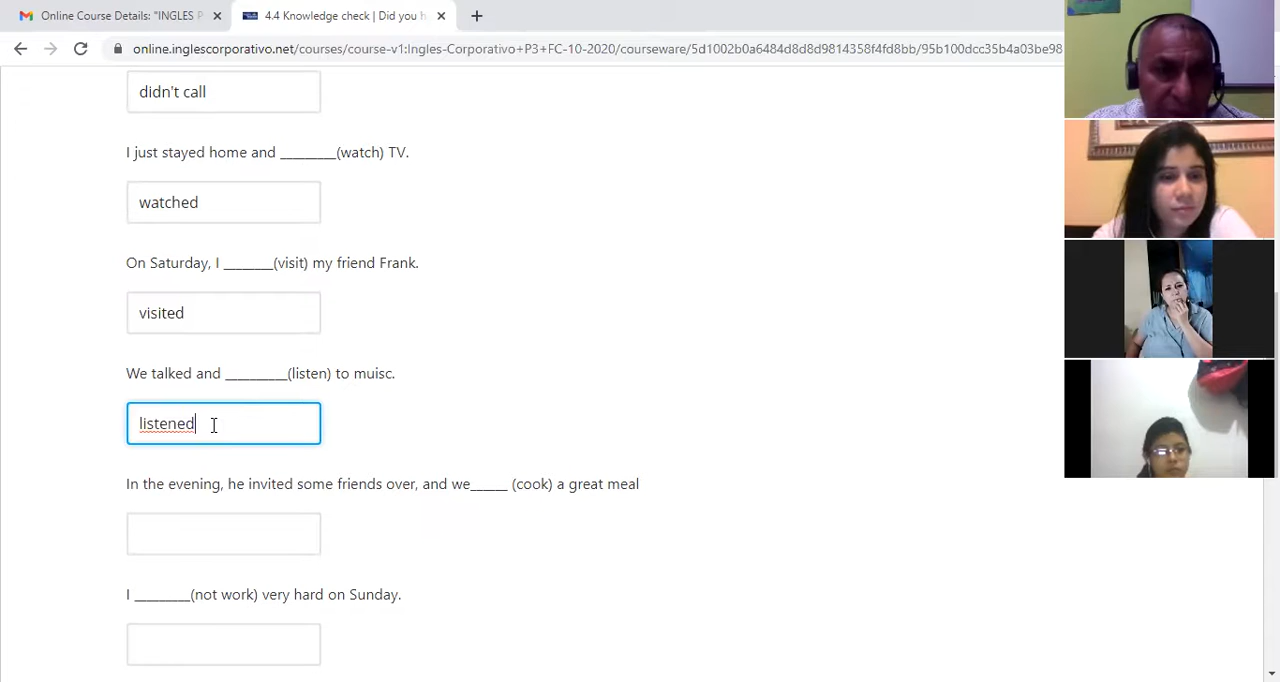 Online Course Details: "INGLES P
4.4 Knowledge check | Did you h
online.inglescorporativo.net/courses/course-v1:Ingles-Corporativo+P3+FC-10-2020/courseware/5d1002b0a6484d8d8d9814358f4fd8bb/95b100dcc35b4a03be98
didn't call
I just stayed home and ________(watch) TV.
watched
On Saturday, I _______(visit) my friend Frank.
visited
We talked and _________(listen) to muisc.
listened
In the evening, he invited some friends over, and we_____ (cook) a great meal
I ________(not work) very hard on Sunday.